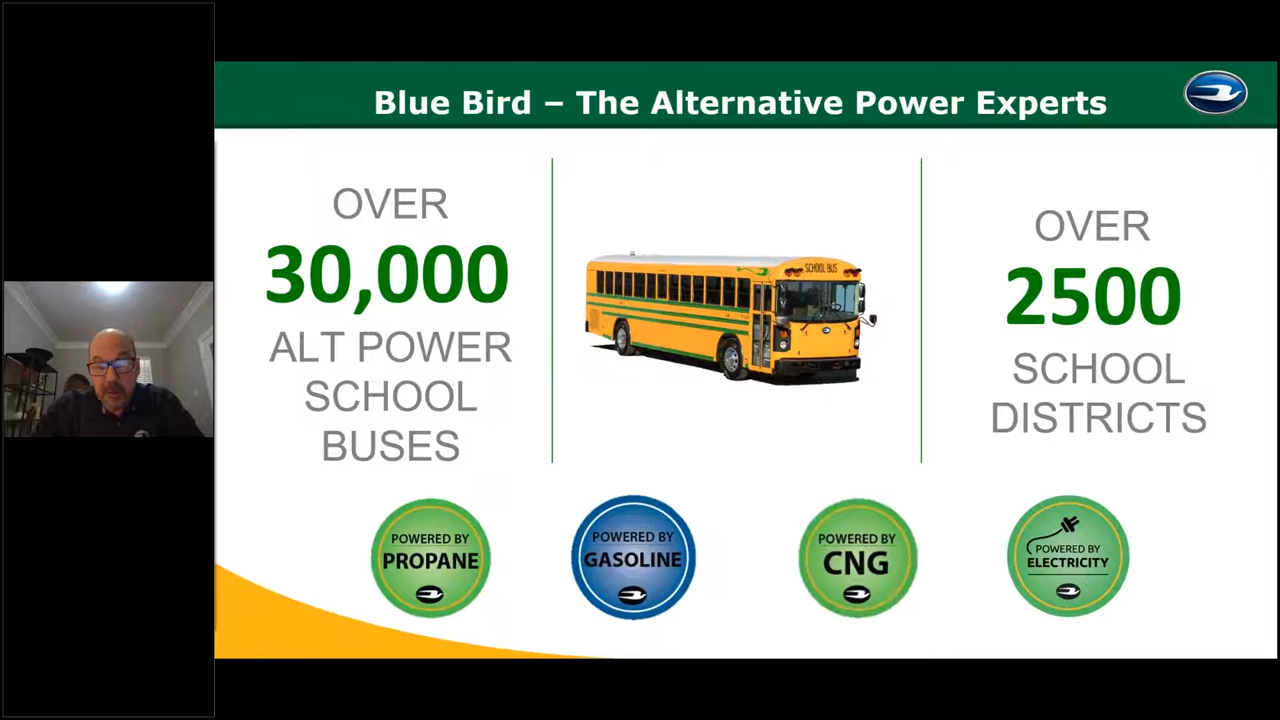 Blue Bird – The Alternative Power Experts
OVER
30,000
ALT POWER
SCHOOL
BUSES
SCHOOL BUS
OVER
2500
SCHOOL
DISTRICTS
POWERED BY
PROPANE
POWERED BY
GASOLINE
POWERED BY
CNG
POWERED BY
ELECTRICITY